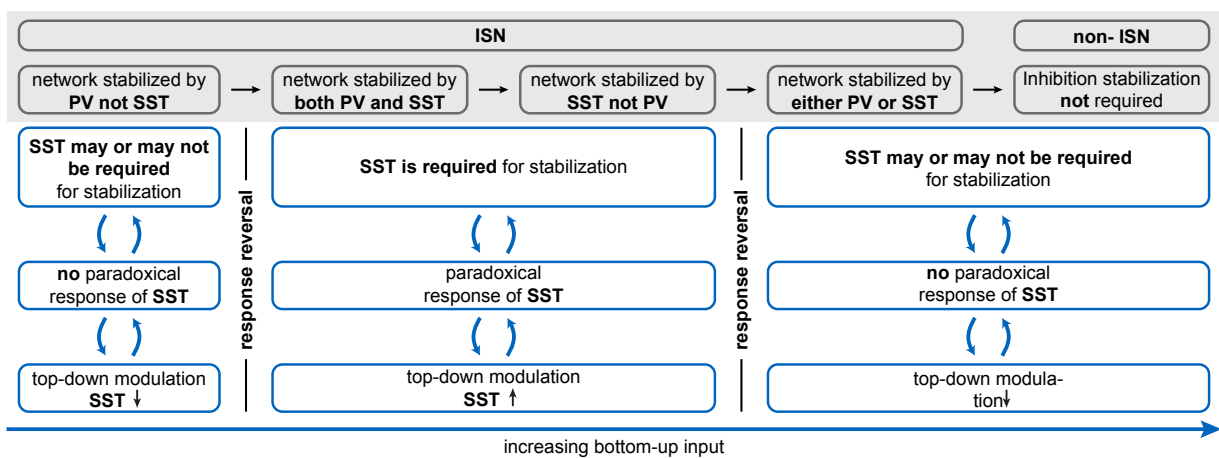 ISN
non- ISN
network stabilized by
PV not SST
network stabilized by
both PV and SST
network stabilized by
SST not PV
network stabilized by
either PV or SST
Inhibition stabilization
not required
SST may or may not
be required
for stabilization
response reversal
SST is required for stabilization
response reversal
SST may or may not be required
for stabilization
no paradoxical
response of SST
paradoxical
response of SST
no paradoxical
response of SST
top-down modulation
SST ↓
top-down modulation
SST ↑
top-down modula-
tion↓
increasing bottom-up input